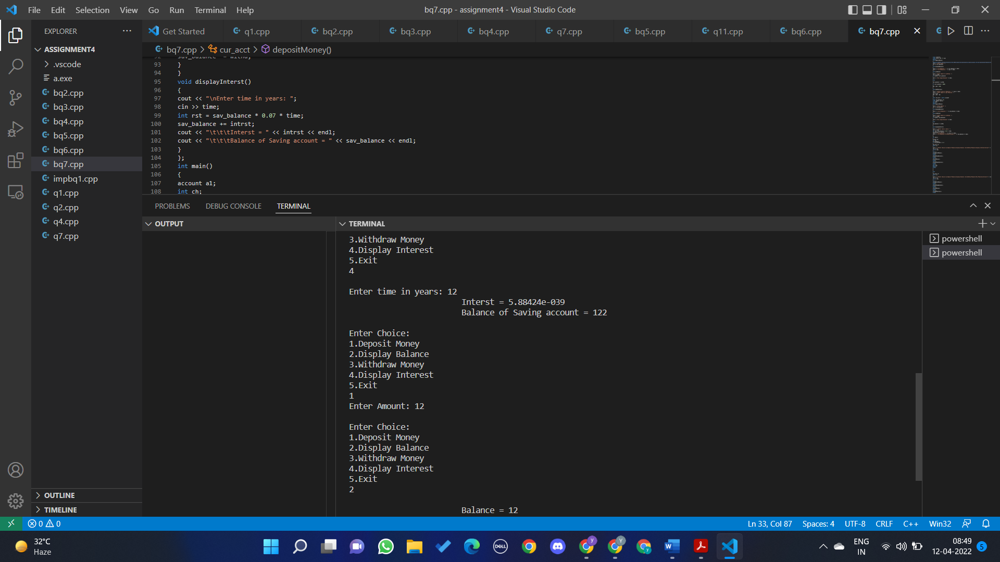 File Edit Selection View Go Run Terminal Help
bq7.cpp - assignment4 - Visual Studio Code
EXPLORER
Get Started
q1.cpp
bq2.cpp
bq3.cpp
bq4.cpp
q7.cpp
bq5.cpp
q11.cpp
bq6.cpp
bq7.cpp
ASSIGNMENT4
.vscode
a.exe
bq2.cpp
bq3.cpp
bq4.cpp
bq5.cpp
bq6.cpp
bq7.cpp
impbq1.cpp
q1.cpp
q2.cpp
q4.cpp
q7.cpp
OUTLINE
TIMELINE
bq7.cpp > cur_acct > depositMoney()
93 }
94 }
95 void displayInterst()
96 {
97 cout << "\nEnter time in years: ";
98 cin >> time;
99 int rst = sav_balance * 0.07 * time;
100 sav_balance += intrst;
101 cout << "\t\t\tInterst = " << intrst << endl;
102 cout << "\t\t\tBalance of Saving account = " << sav_balance << endl;
103 }
104 };
105 int main()
106 {
107 account a1;
108 int ch;
PROBLEMS DEBUG CONSOLE TERMINAL
OUTPUT
TERMINAL
3.Withdraw Money
4.Display Interest
5.Exit
4
Enter time in years: 12
Interst = 5.88424e-039
Balance of Saving account = 122
Enter Choice:
1.Deposit Money
2.Display Balance
3.Withdraw Money
4.Display Interest
5.Exit
1
Enter Amount: 12
Enter Choice:
1.Deposit Money
2.Display Balance
3.Withdraw Money
4.Display Interest
5.Exit
2
Balance = 12
powershell
powershell
0 0
Ln 33, Col 87 Spaces: 4 UTF-8 CRLF C++ Win32
32°C
Haze
DELL
ENG
IN
08:49
12-04-2022
5